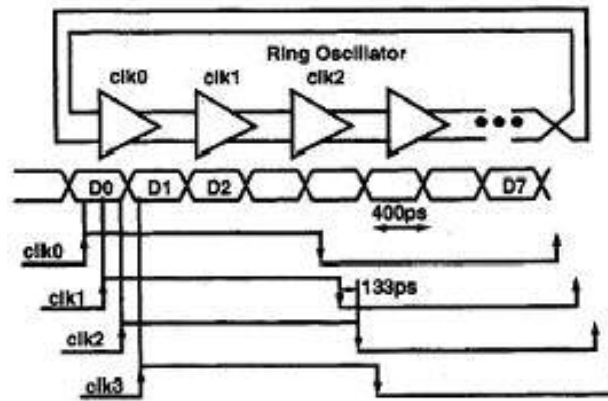 Ring Oscillator
clk0 clk1 clk2
D0 D1 D2 D7
400ps
clk0
133ps
clk1
clk2
clk3